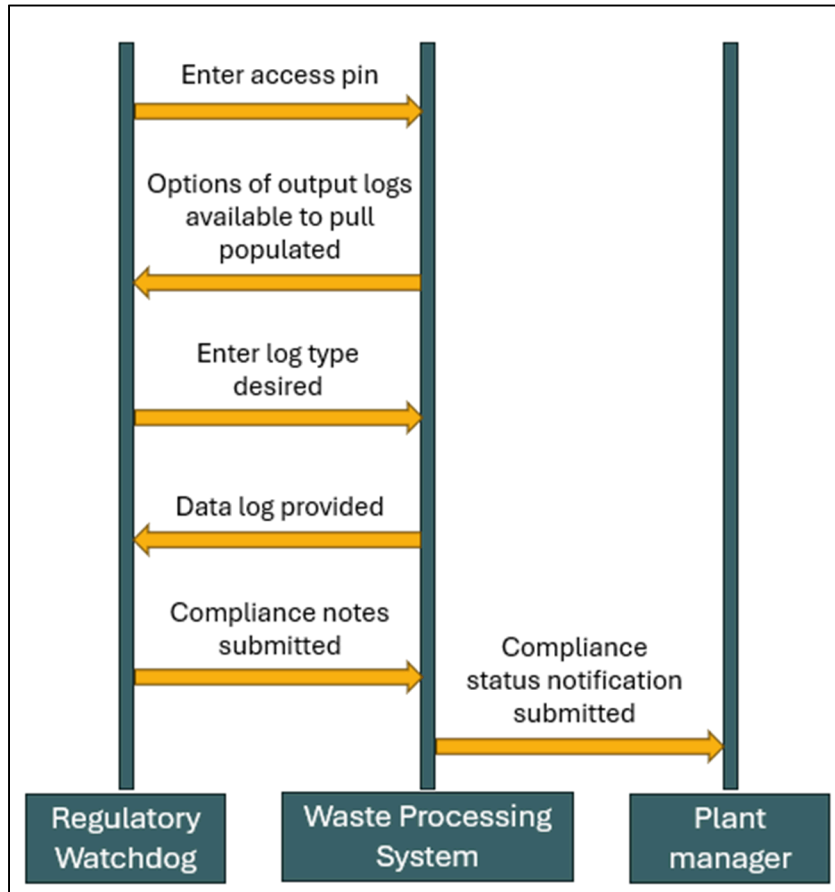 Enter access pin
Options of output logs
available to pull
populated
Enter log type
desired
Data log provided
Compliance notes
submitted
Compliance
status notification
submitted
Regulatory
Watchdog
Waste Processing
System
Plant
manager